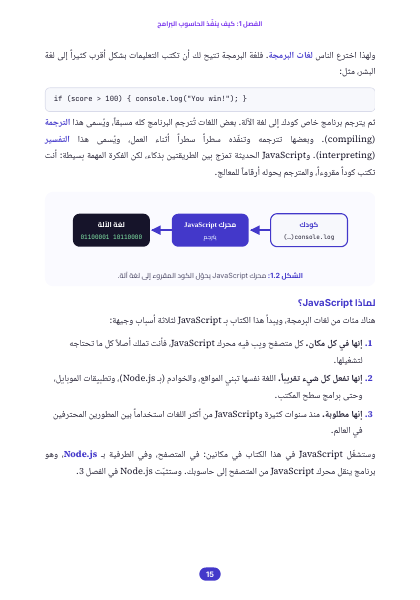 الفصل 1: كيف ينفّذ الحاسوب البرامج
ولهذا اخترع الناس لغات البرمجة. فلغة البرمجة تتيح لك أن تكتب التعليمات بشكل أقرب كثيراً إلى لغة
البشر، مثل:
if (score > 100) { console.log("You win!"); }
ثم يترجم برنامج خاص كودك إلى لغة الآلة. بعض اللغات تُترجم البرنامج كله مسبقاً، ويُسمى هذا الترجمة
(compiling). وبعضها تترجمه وتنفّذه سطراً سطراً أثناء العمل، ويُسمى هذا التفسير
(interpreting). وJavaScript الحديثة تمزج بين الطريقتين بذكاء، لكن الفكرة المهمة بسيطة: أنت
تكتب كوداً مقروءاً، والمترجم يحوله أرقاماً للمعالج.
كودك
console.log(…)
محرك JavaScript
يترجم
لغة الآلة
01100001 10110000
الشكل 1.2: محرك JavaScript يحوّل الكود المقروء إلى لغة آلة.
لماذا JavaScript؟
هناك مئات من لغات البرمجة، ويبدأ هذا الكتاب بـ JavaScript لثلاثة أسباب وجيهة:
1. إنها في كل مكان. كل متصفح ويب فيه محرك JavaScript، فأنت تملك أصلاً كل ما تحتاجه
لتشغيلها.
2. إنها تفعل كل شيء تقريباً. اللغة نفسها تبني المواقع، والخوادم (بـ Node.js)، وتطبيقات الموبايل،
وحتى برامج سطح المكتب.
3. إنها مطلوبة. منذ سنوات كثيرة وJavaScript من أكثر اللغات استخداماً بين المطورين المحترفين
في العالم.
وستشغّل JavaScript في هذا الكتاب في مكانين: في المتصفح، وفي الطرفية بـ Node.js، وهو
برنامج ينقل محرك JavaScript من المتصفح إلى حاسوبك. وستثبّت Node.js في الفصل 3.
15